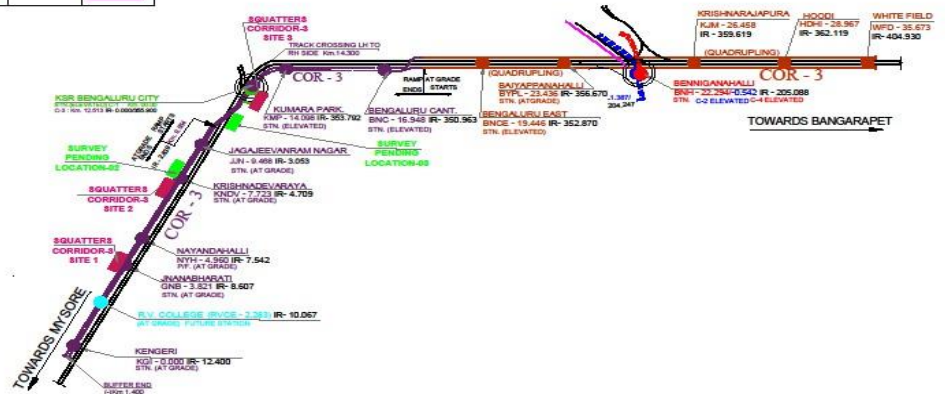 SQUATTERS
CORRIDOR-S
SITE 3
TRACK CROSSING LH TO
RH SIDE Km.14.300
COR - 3
KRISHNARAJAPURA
KJM - 26.458
IR - 359.619
HOODI
HDHI - 28.967
IR - 362.119
WHITE FIELD
WFD - 35.673
IR - 404.930
(QUADRUPLING)
(QUADRUPLING)
COR - 3
KSR BENGALURU CITY
RAMP AT GRADE
ENDS
STARTS
KUMARA PARK.
KMP - 14.098 IR- 353.792
STN. (ELEVATED)
BENGALURU CANT.
BNC - 16.948 IR- 350.963
STN. (ELEVATED)
BAIYAPPANAHALLI
BYPL - 23.436 IR- 356.670
STN. (ATGRADE)
BENGALURU EAST
BNCE - 19.446 IR- 352.870
STN. (ELEVATED)
BENNIGANAHALLI
BNH - 22.294/-0.542 IR - 205.088
STN. C-2 ELEVATED C-4 ELEVATED
204.247
TOWARDS BANGARAPET
SURVEY
PENDING
LOCATION-02
SURVEY
PENDING
LOCATION-03
JAGAJEEVANRAM NAGAR
JJN - 9.468 IR- 3.053
STN. (AT GRADE)
SQUATTERS
CORRIDOR-S
SITE 2
KRISHNADEVARAYA
KNDV - 7.723 IR- 4.709
STN. (AT GRADE)
COR - 3
SQUATTERS
CORRIDOR-S
SITE 1
NAYANDAHALLI
NYH - 4.960 IR- 7.542
P/F. (AT GRADE)
JNANABHARATI
GNB - 3.821 IR- 8.607
STN. (AT GRADE)
R.V. COLLEGE (RVCE - 2.283) IR- 10.067
(AT GRADE) FUTURE STATION
KENGERI
KGI - 0.000 IR- 12.400
STN. (AT GRADE)
TOWARDS MYSORE
BUFFER END